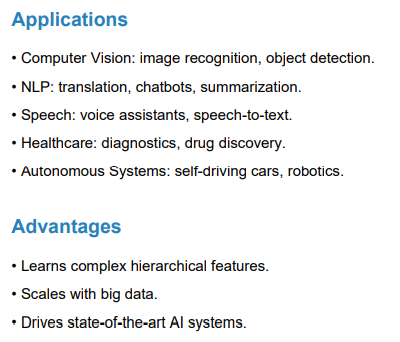 Applications
• Computer Vision: image recognition, object detection.
• NLP: translation, chatbots, summarization.
• Speech: voice assistants, speech-to-text.
• Healthcare: diagnostics, drug discovery.
• Autonomous Systems: self-driving cars, robotics.
Advantages
• Learns complex hierarchical features.
• Scales with big data.
• Drives state-of-the-art AI systems.